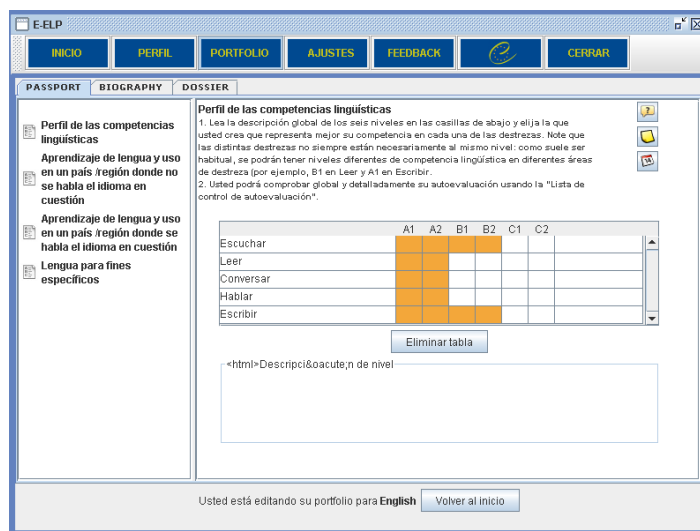 E-ELP
INICIO
PERFIL
PORTFOLIO
AJUSTES
FEEDBACK
CERRAR
PASSPORT
BIOGRAPHY
DOSSIER
Perfil de las competencias
lingüísticas
Aprendizaje de lengua y uso
en un país /región donde no
se habla el idioma en
cuestión
Aprendizaje de lengua y uso
en un país /región donde se
habla el idioma en cuestión
Lengua para fines
específicos
Perfil de las competencias lingüísticas
1. Lea la descripción global de los seis niveles en las casillas de abajo y elija la que
usted crea que representa mejor su competencia en cada una de las destrezas. Note que
las distintas destrezas no siempre están necesariamente al mismo nivel: como suele ser
habitual, se podrán tener niveles diferentes de competencia lingüística en diferentes áreas
de destreza (por ejemplo, B1 en Leer y A1 en Escribir.
2. Usted podrá comprobar global y detalladamente su autoevaluación usando la "Lista de
control de autoevaluación".
A1 A2 B1 B2 C1 C2
Escuchar
Leer
Conversar
Hablar
Escribir
Eliminar tabla
<html>Descripci&oacute;n de nivel
Usted está editando su portfolio para English
Volver al inicio